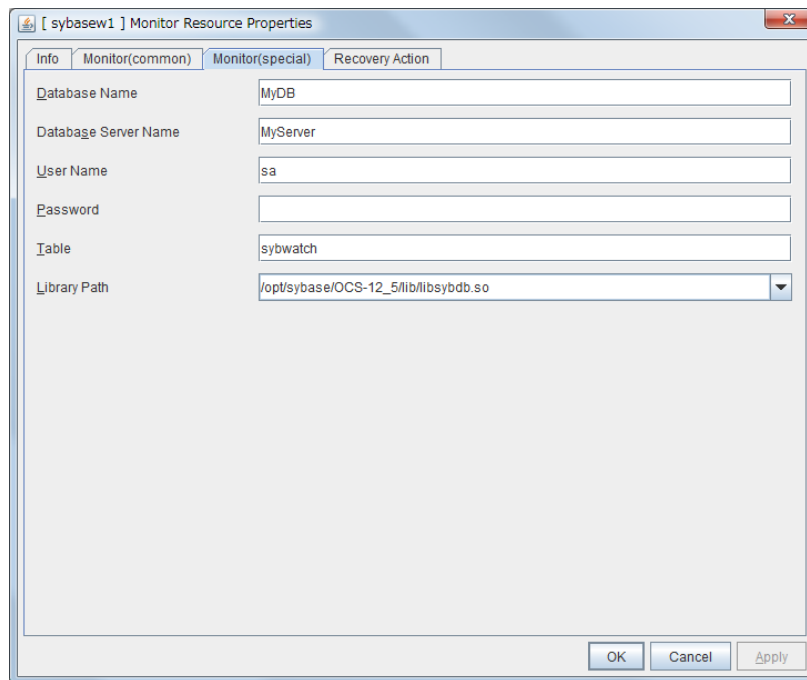 [ sybasew1 ] Monitor Resource Properties
Info Monitor(common) Monitor(special) Recovery Action
Database Name MyDB
Database Server Name MyServer
User Name sa
Password
Table sybwatch
Library Path /opt/sybase/OCS-12_5/lib/libsybdb.so
OK Cancel Apply